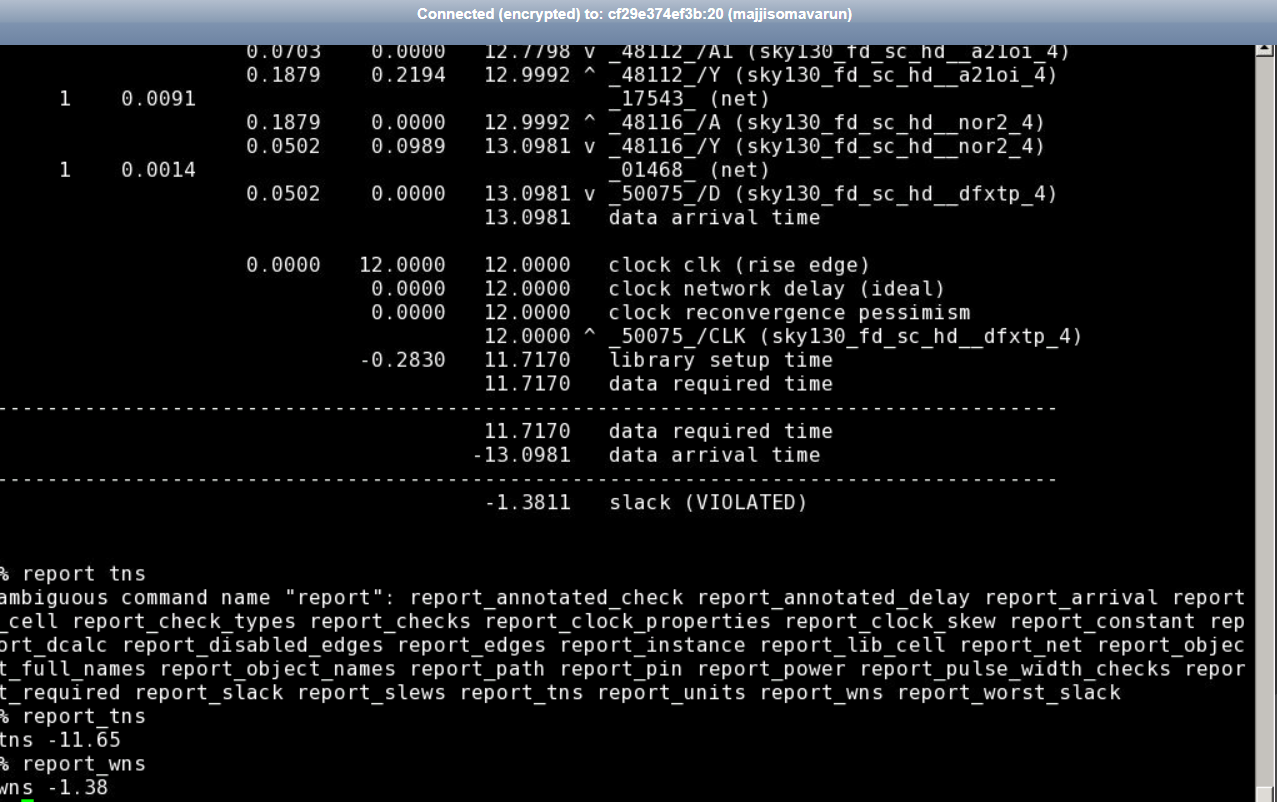 Connected (encrypted) to: cf29e374ef3b:20 (majjisomavarun)
0.0703 0.0000 12.7798 v _48112_/A1 (sky130_fd_sc_hd__a21oi_4)
0.1879 0.2194 12.9992 ^ _48112_/Y (sky130_fd_sc_hd__a21oi_4)
1 0.0091 _17543_ (net)
0.1879 0.0000 12.9992 ^ _48116_/A (sky130_fd_sc_hd__nor2_4)
0.0502 0.0989 13.0981 v _48116_/Y (sky130_fd_sc_hd__nor2_4)
1 0.0014 _01468_ (net)
0.0502 0.0000 13.0981 v _50075_/D (sky130_fd_sc_hd__dfxtp_4)
13.0981 data arrival time
0.0000 12.0000 12.0000 clock clk (rise edge)
0.0000 12.0000 clock network delay (ideal)
0.0000 12.0000 clock reconvergence pessimism
12.0000 ^ _50075_/CLK (sky130_fd_sc_hd__dfxtp_4)
-0.2830 11.7170 library setup time
11.7170 data required time
-------------------------------------------------------------------------------------
11.7170 data required time
-13.0981 data arrival time
-------------------------------------------------------------------------------------
-1.3811 slack (VIOLATED)
% report tns
ambiguous command name "report": report_annotated_check report_annotated_delay report_arrival report
_cell report_check_types report_checks report_clock_properties report_clock_skew report_constant rep
ort_dcalc report_disabled_edges report_edges report_instance report_lib_cell report_net report_objec
t_full_names report_object_names report_path report_pin report_power report_pulse_width_checks repor
t_required report_slack report_slews report_tns report_units report_wns report_worst_slack
% report_tns
tns -11.65
% report_wns
wns -1.38